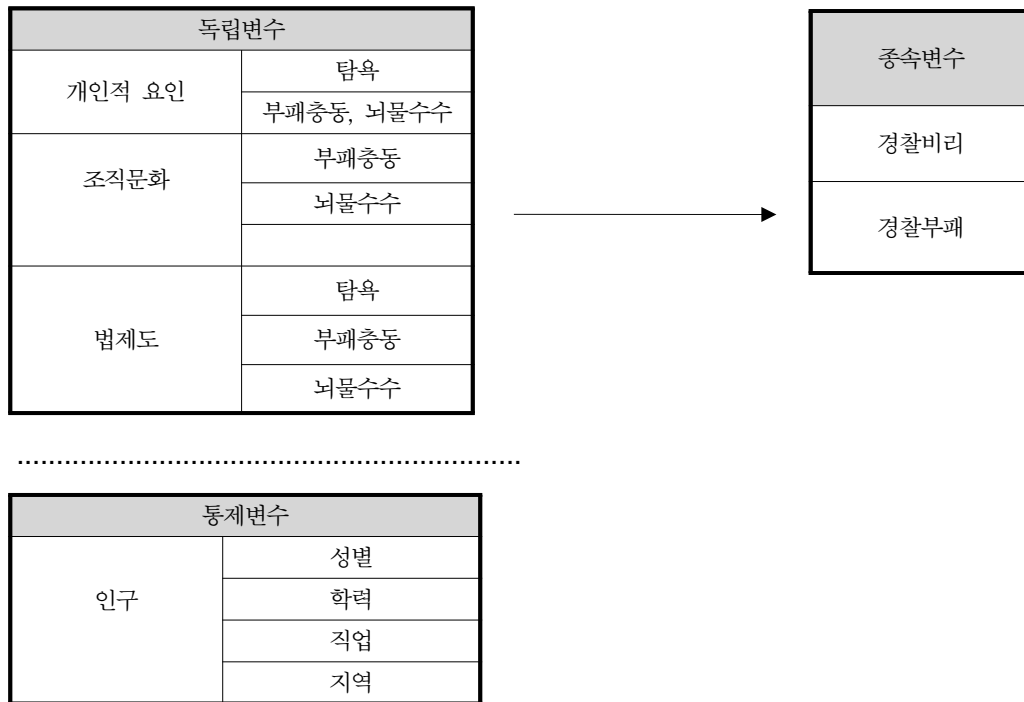 독립변수
개인적 요인
탐욕
부패충동, 뇌물수수
조직문화
부패충동
뇌물수수
법제도
탐욕
부패충동
뇌물수수
종속변수
경찰비리
경찰부패
통제변수
인구
성별
학력
직업
지역